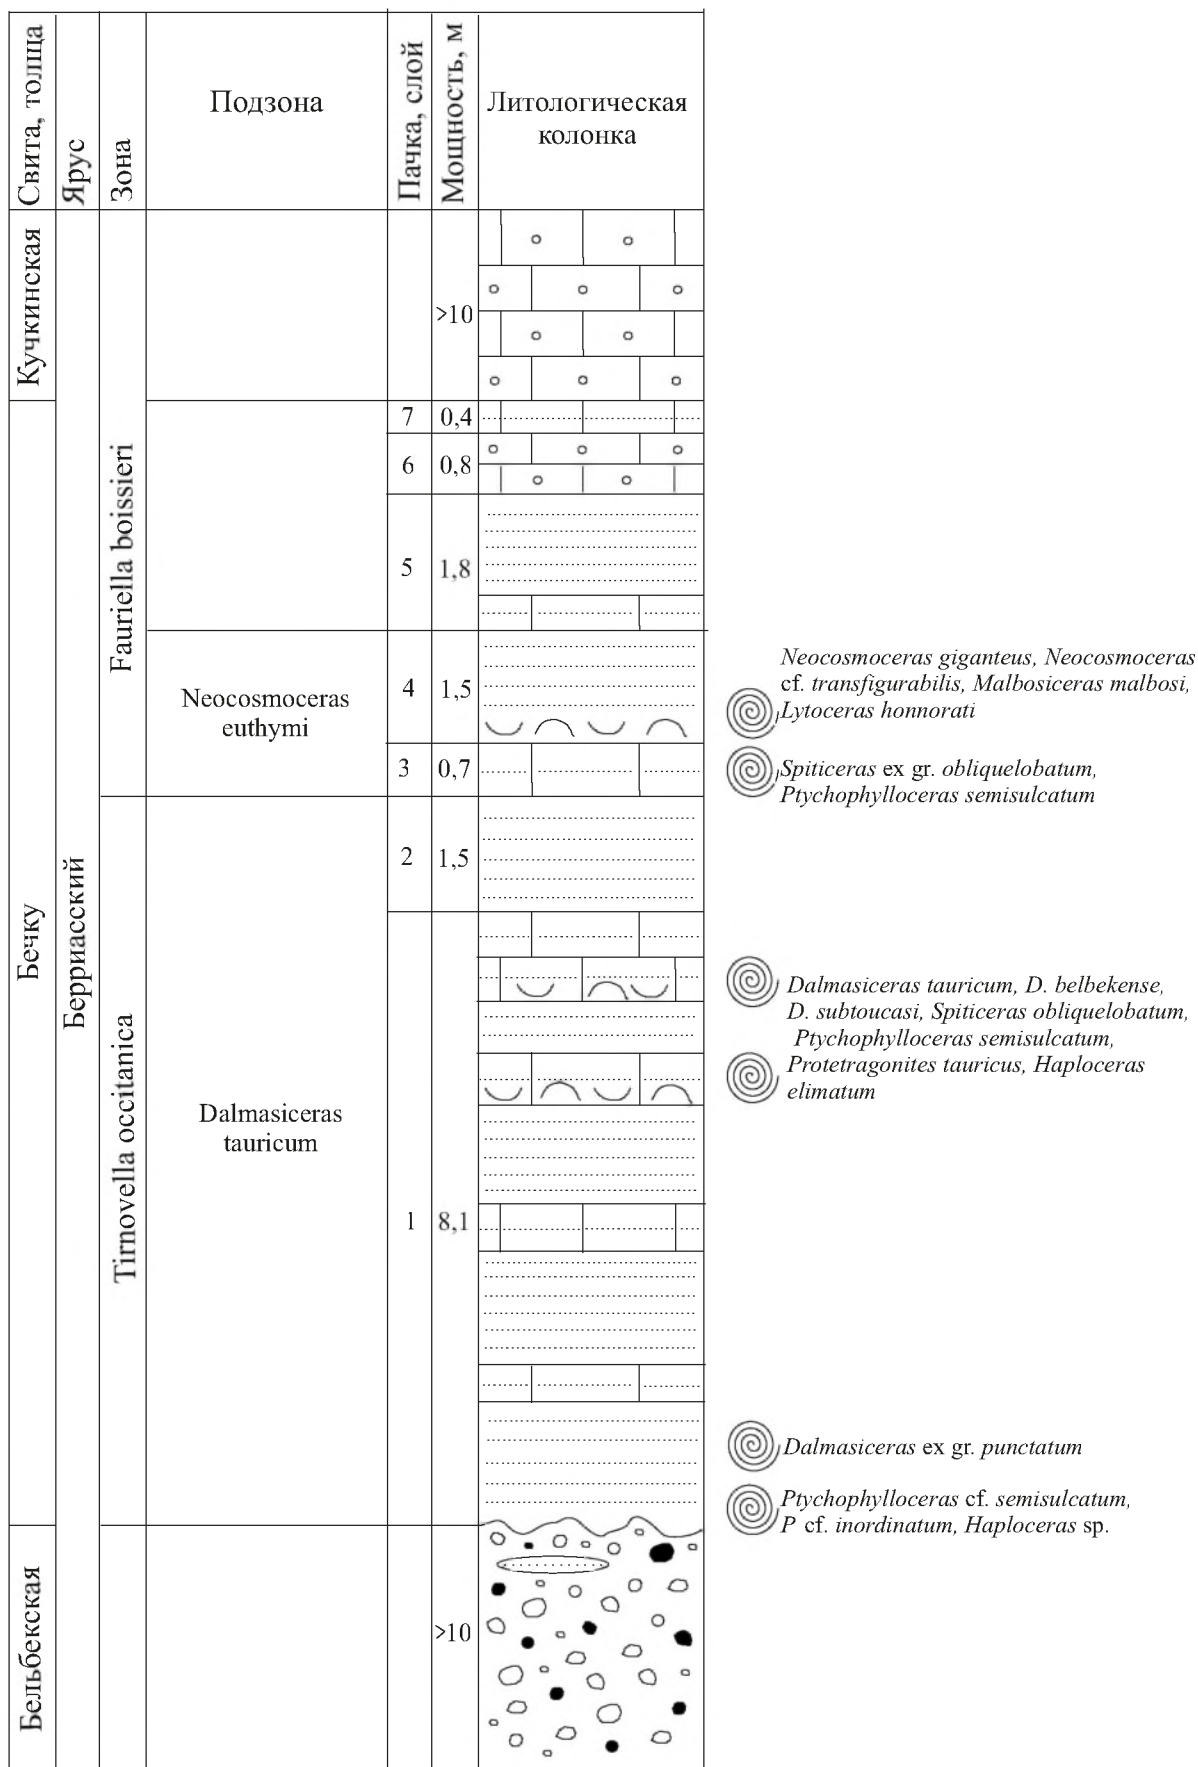 Свита, толща
Ярус
Зона
Подзона
Пачка, слой
Мощность, м
Литологическая
колонка
Кучкинская
>10
Бечку
Берриасский
Fauriella boissieri
7
0,4
6
0,8
5
1,8
Neocosmoceras
euthymi
4
1,5
Neocosmoceras giganteus, Neocosmoceras
cf. transfigurabilis, Malbosiceras malbosi,
Lytoceras honnorati
3
0,7
Spiticeras ex gr. obliquelobatum,
Ptychophylloceras semisulcatum
Tirnovella occitanica
Dalmasiceras
tauricum
2
1,5
1
8,1
Dalmasiceras tauricum, D. belbekense,
D. subtoucasi, Spiticeras obliquelobatum,
Ptychophylloceras semisulcatum,
Protetragonites tauricus, Haploceras
elimatum
Dalmasiceras ex gr. punctatum
Ptychophylloceras cf. semisulcatum,
P cf. inordinatum, Haploceras sp.
Бельбекская
>10